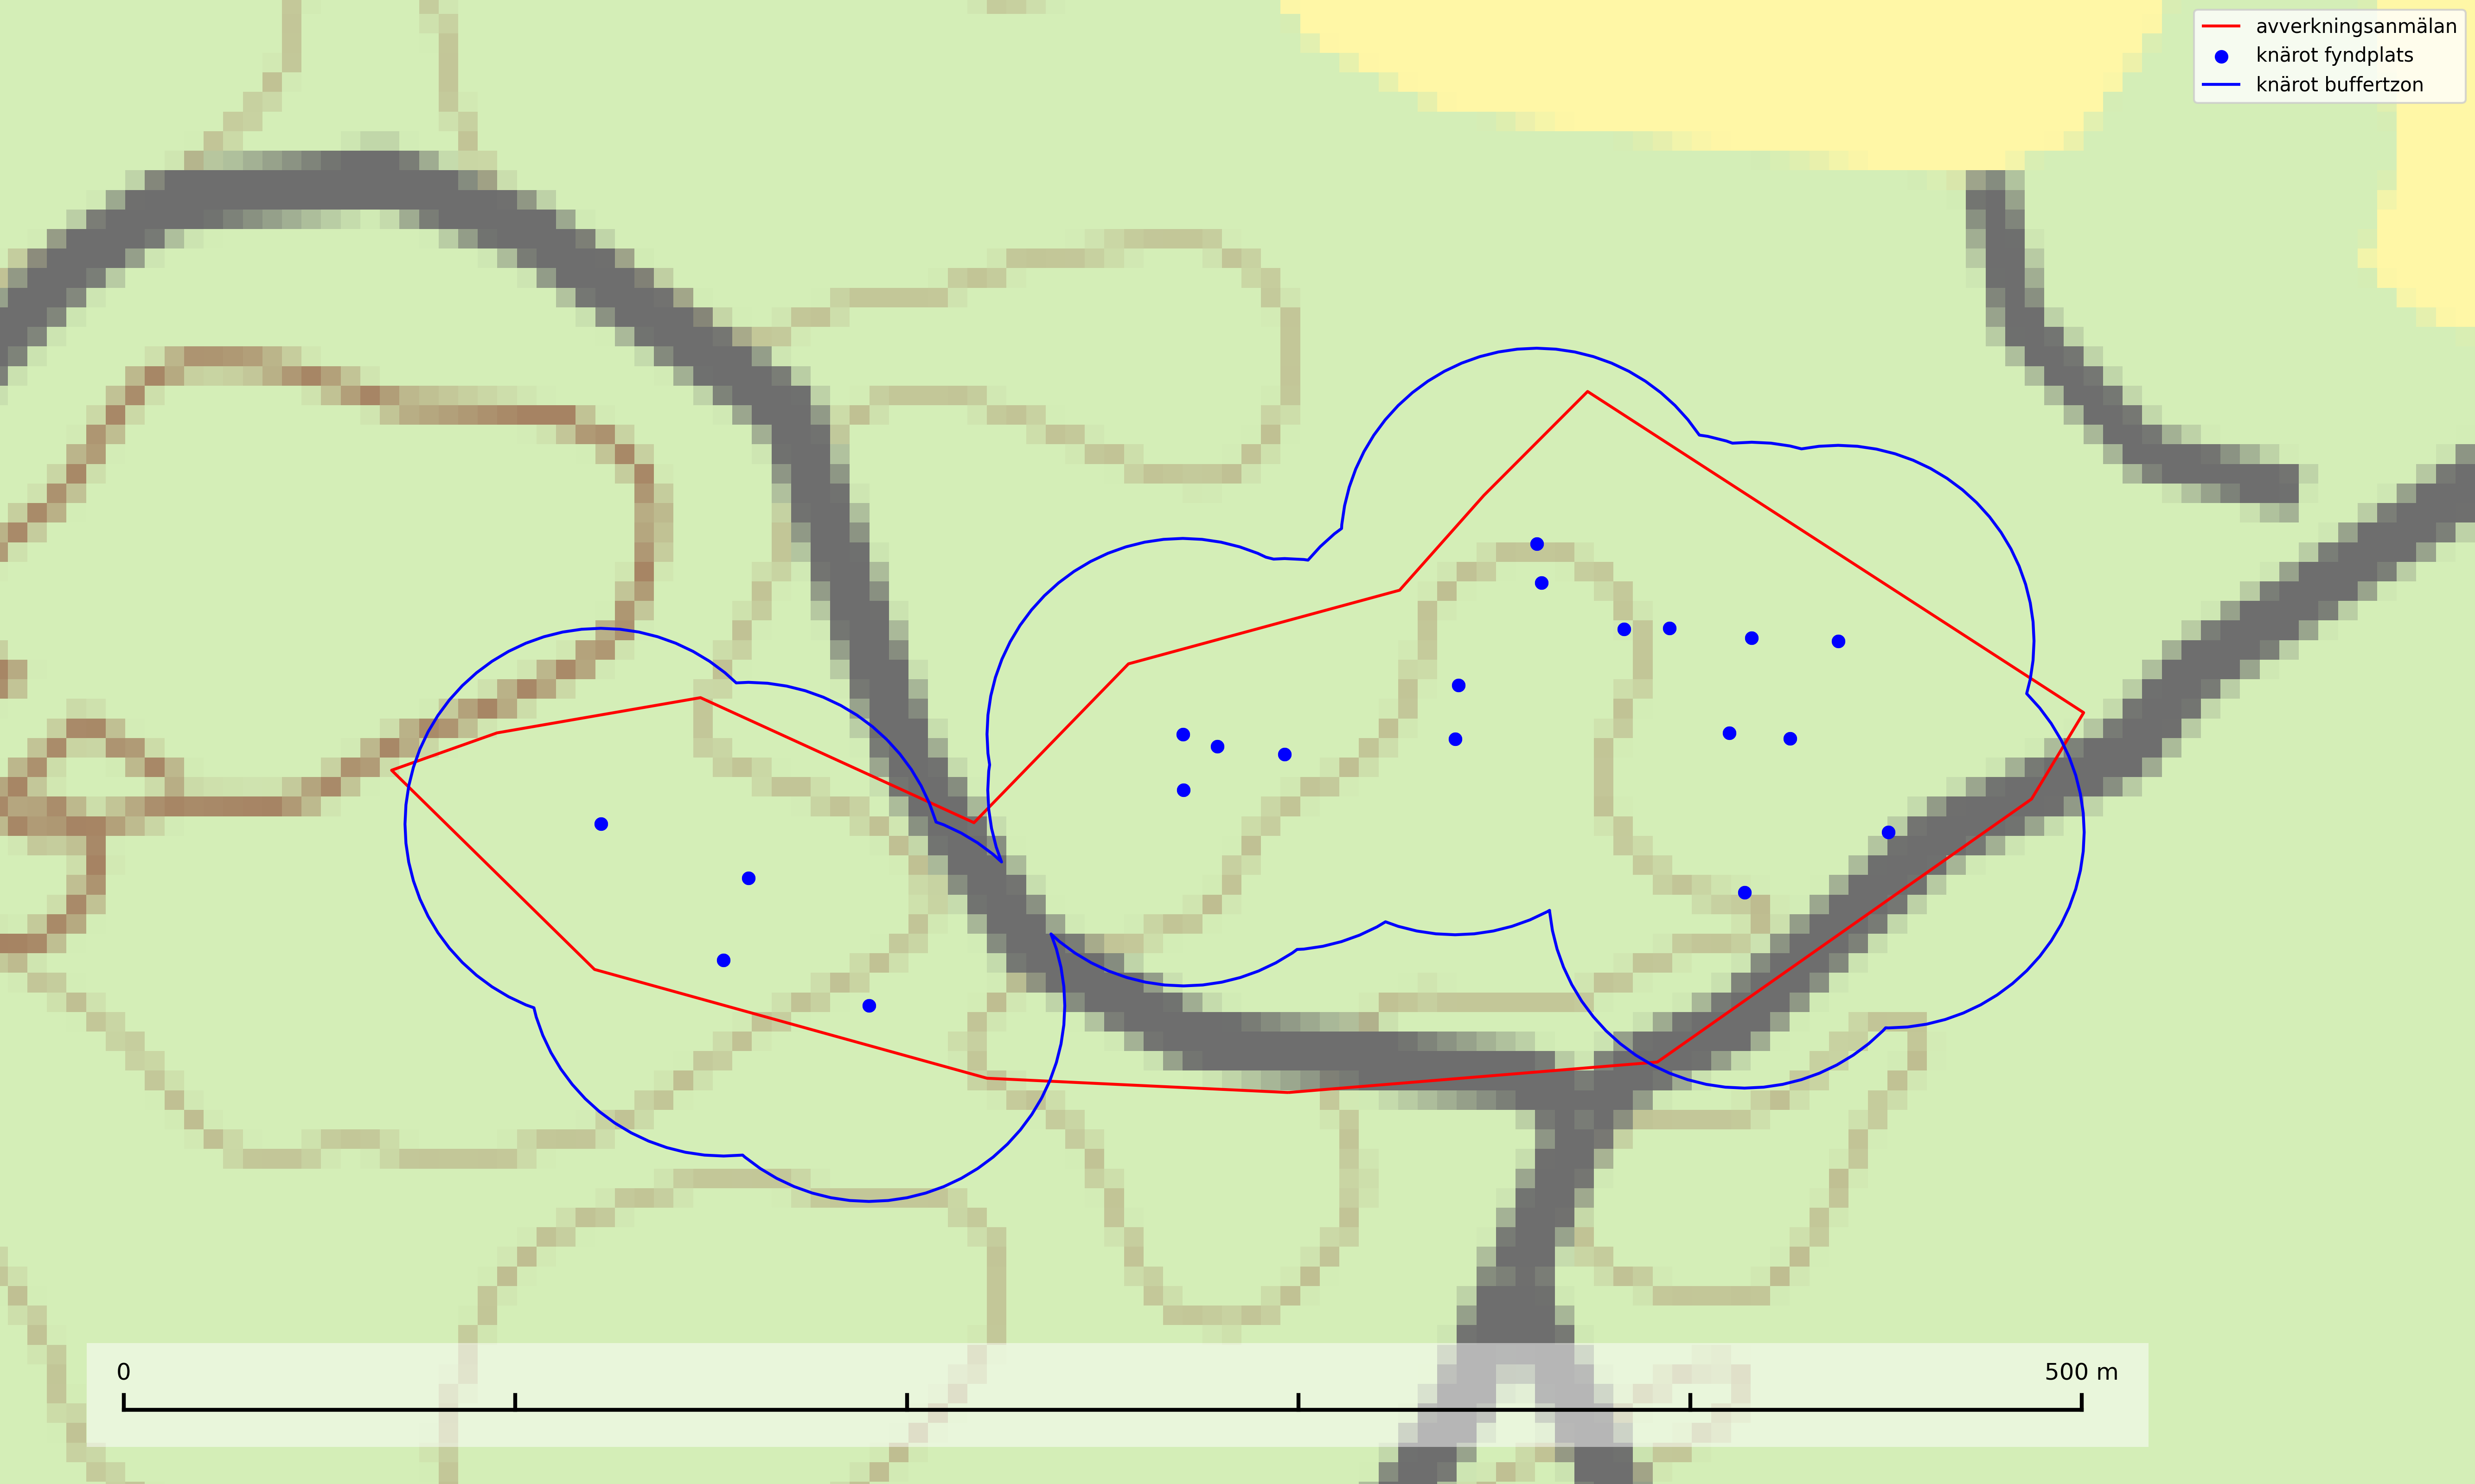 avverkningsanmälan
knärot fyndplats
knärot buffertzon
0 500 m